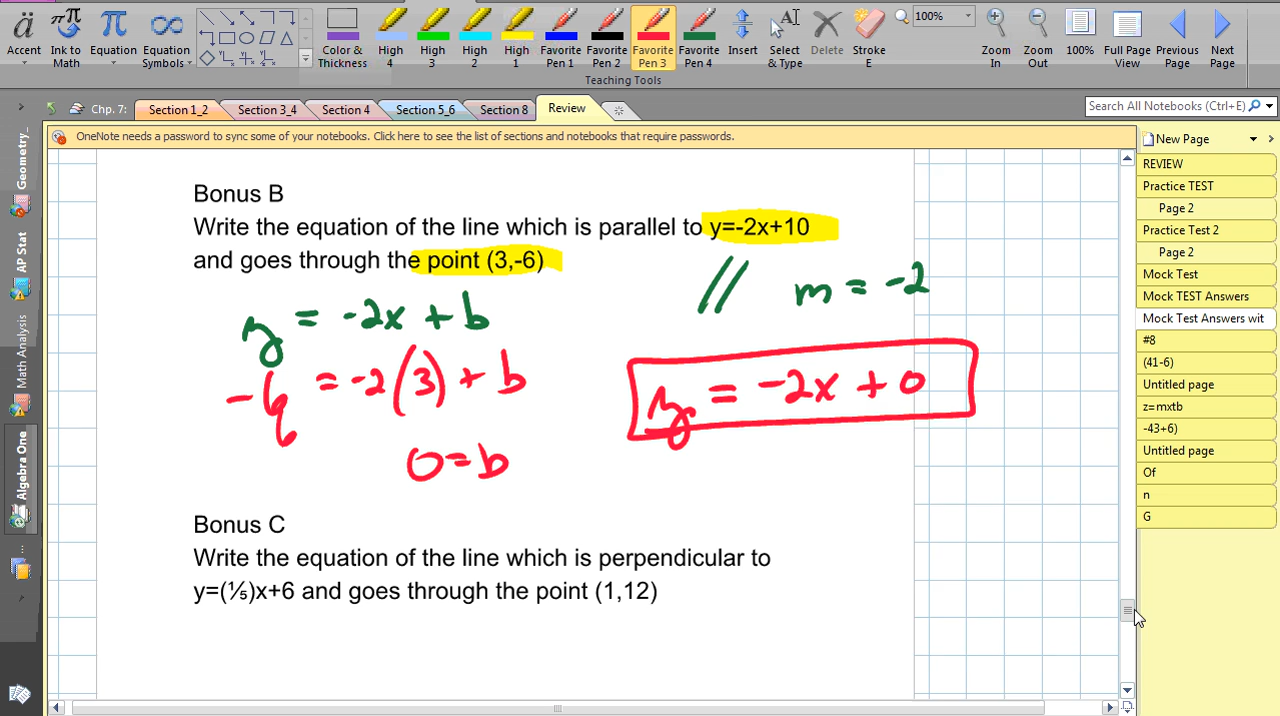 ä Accent
π Ink to Math
π Equation
∞ Equation Symbols
Color & Thickness
High 4
High 3
High 2
High 1
Favorite Pen 1
Favorite Pen 2
Favorite Pen 3
Favorite Pen 4
Insert
Select & Type
Delete
Stroke
100%
Zoom In
Zoom Out
100%
Full Page View
Previous Page
Next Page
Teaching Tools
Chp. 7:
Section 1_2
Section 3_4
Section 4
Section 5_6
Section 8
Review
Search All Notebooks (Ctrl+E)
OneNote needs a password to sync some of your notebooks. Click here to see the list of sections and notebooks that require passwords.
Geometry...
AP Stat
Math Analysis
Algebra One
Bonus B
Write the equation of the line which is parallel to y=-2x+10
and goes through the point (3,-6)
// m = -2
y = -2x + b
-6 = -2(3) + b
y = -2x + 0
0 = b
Bonus C
Write the equation of the line which is perpendicular to
y=(⅕)x+6 and goes through the point (1,12)
New Page
REVIEW
Practice TEST
Page 2
Practice Test 2
Page 2
Mock Test
Mock TEST Answers
Mock Test Answers wit
#8
(41-6)
Untitled page
z=mxtb
-43+6)
Untitled page
Of
n
G